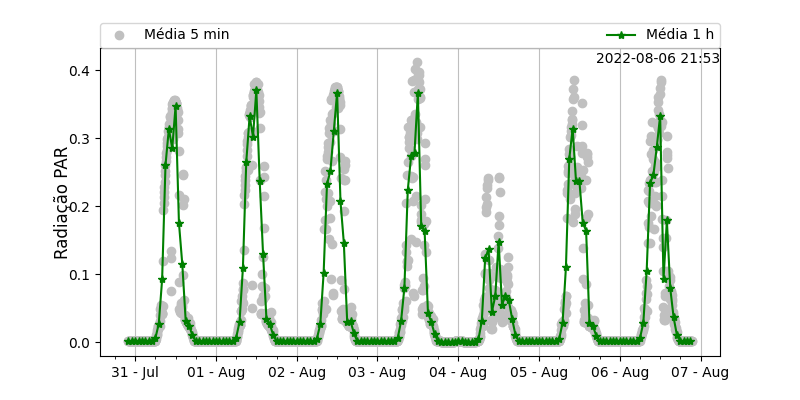 Média 5 min
Média 1 h
2022-08-06 21:53
Radiação PAR
0.4
0.3
0.2
0.1
0.0
31 - Jul
01 - Aug
02 - Aug
03 - Aug
04 - Aug
05 - Aug
06 - Aug
07 - Aug